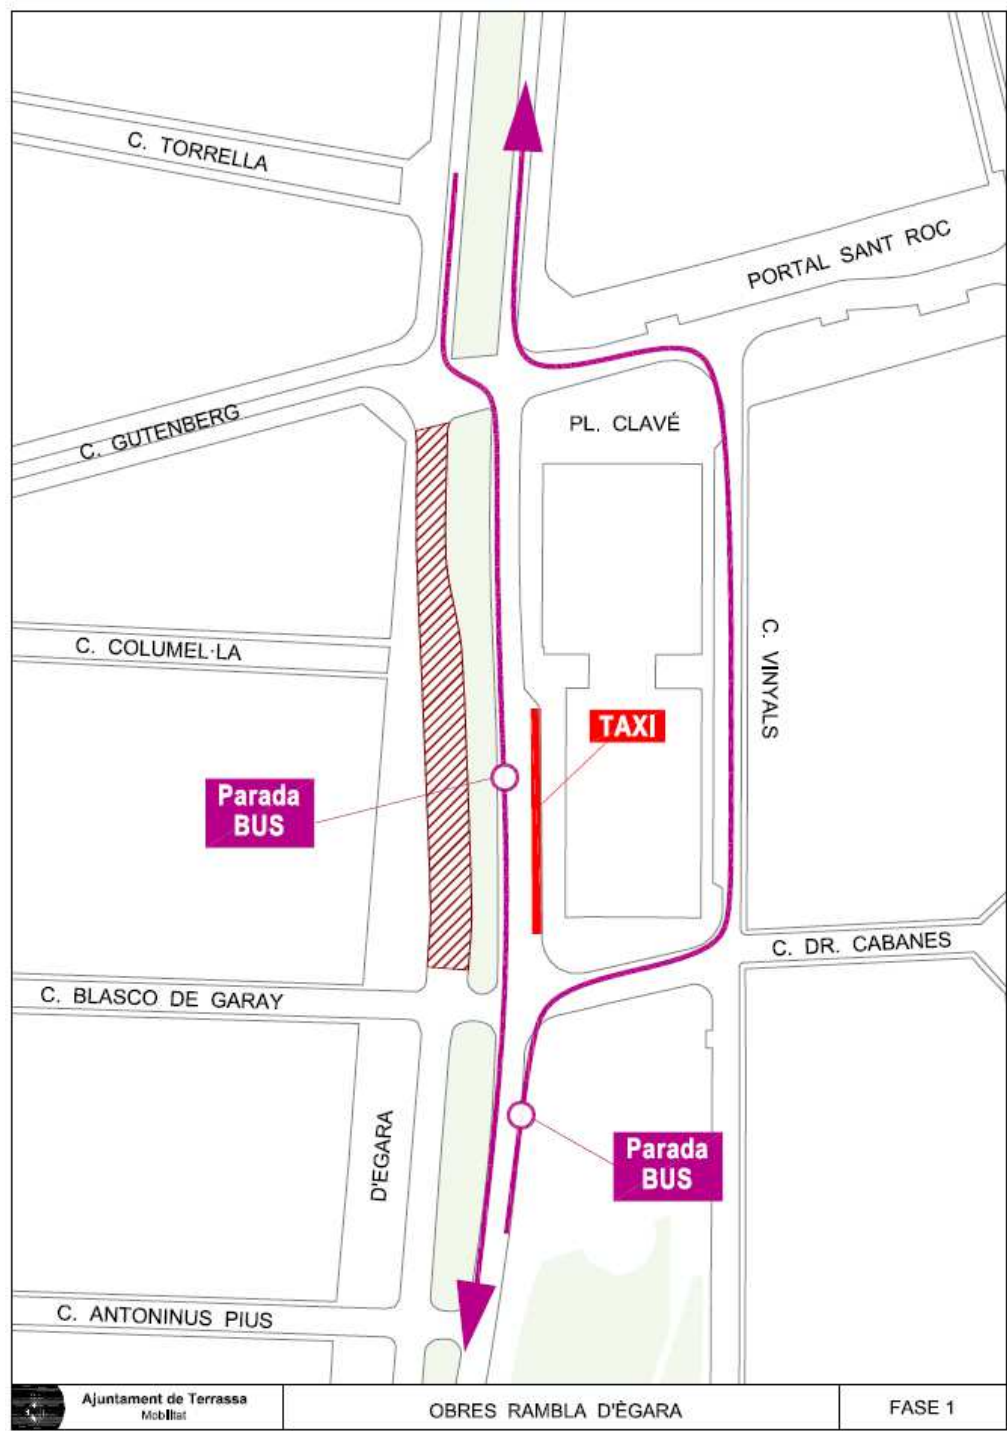 C. TORRELLA
PORTAL SANT ROC
C. GUTENBERG
PL. CLAVÉ
C. COLUMEL·LA
C. VINYALS
TAXI
Parada
BUS
C. DR. CABANES
C. BLASCO DE GARAY
D'EGARA
Parada
BUS
C. ANTONINUS PIUS
Ajuntament de Terrassa
Mobilitat
OBRES RAMBLA D'ÈGARA
FASE 1